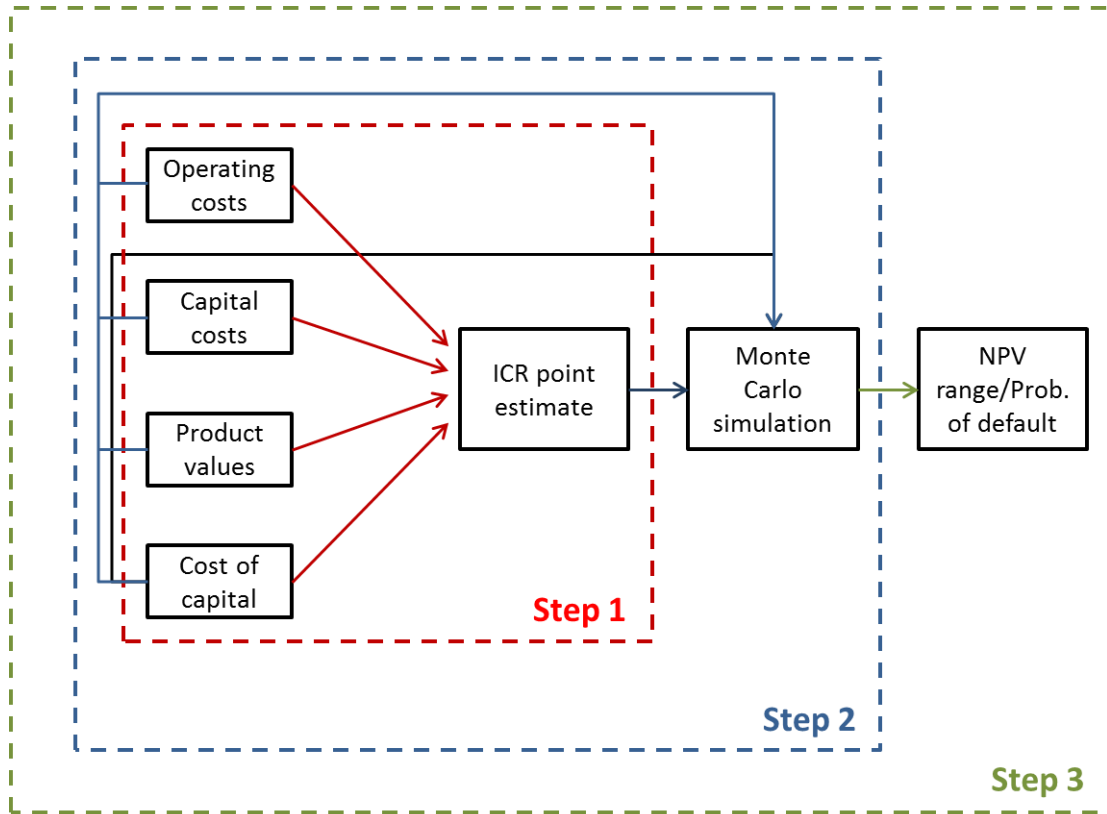 Operating
costs
Capital
costs
Product
values
Cost of
capital
ICR point
estimate
Monte
Carlo
simulation
NPV
range/Prob.
of default
Step 1
Step 2
Step 3